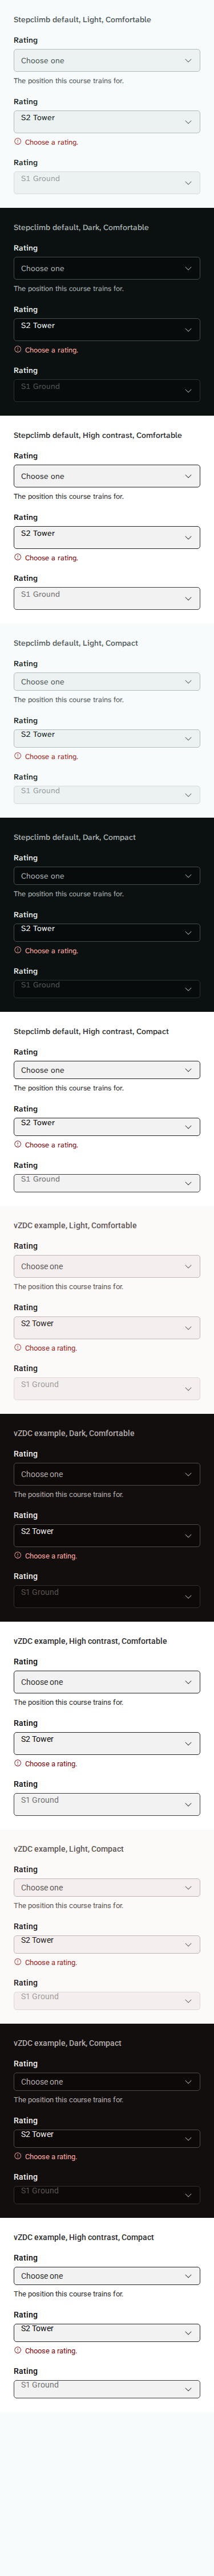 Stepclimb default, Light, Comfortable
Rating
Choose one
The position this course trains for.
Rating
S2 Tower
Choose a rating.
Rating
S1 Ground
Stepclimb default, Dark, Comfortable
Rating
Choose one
The position this course trains for.
Rating
S2 Tower
Choose a rating.
Rating
S1 Ground
Stepclimb default, High contrast, Comfortable
Rating
Choose one
The position this course trains for.
Rating
S2 Tower
Choose a rating.
Rating
S1 Ground
Stepclimb default, Light, Compact
Rating
Choose one
The position this course trains for.
Rating
S2 Tower
Choose a rating.
Rating
S1 Ground
Stepclimb default, Dark, Compact
Rating
Choose one
The position this course trains for.
Rating
S2 Tower
Choose a rating.
Rating
S1 Ground
Stepclimb default, High contrast, Compact
Rating
Choose one
The position this course trains for.
Rating
S2 Tower
Choose a rating.
Rating
S1 Ground
vZDC example, Light, Comfortable
Rating
Choose one
The position this course trains for.
Rating
S2 Tower
Choose a rating.
Rating
S1 Ground
vZDC example, Dark, Comfortable
Rating
Choose one
The position this course trains for.
Rating
S2 Tower
Choose a rating.
Rating
S1 Ground
vZDC example, High contrast, Comfortable
Rating
Choose one
The position this course trains for.
Rating
S2 Tower
Choose a rating.
Rating
S1 Ground
vZDC example, Light, Compact
Rating
Choose one
The position this course trains for.
Rating
S2 Tower
Choose a rating.
Rating
S1 Ground
vZDC example, Dark, Compact
Rating
Choose one
The position this course trains for.
Rating
S2 Tower
Choose a rating.
Rating
S1 Ground
vZDC example, High contrast, Compact
Rating
Choose one
The position this course trains for.
Rating
S2 Tower
Choose a rating.
Rating
S1 Ground